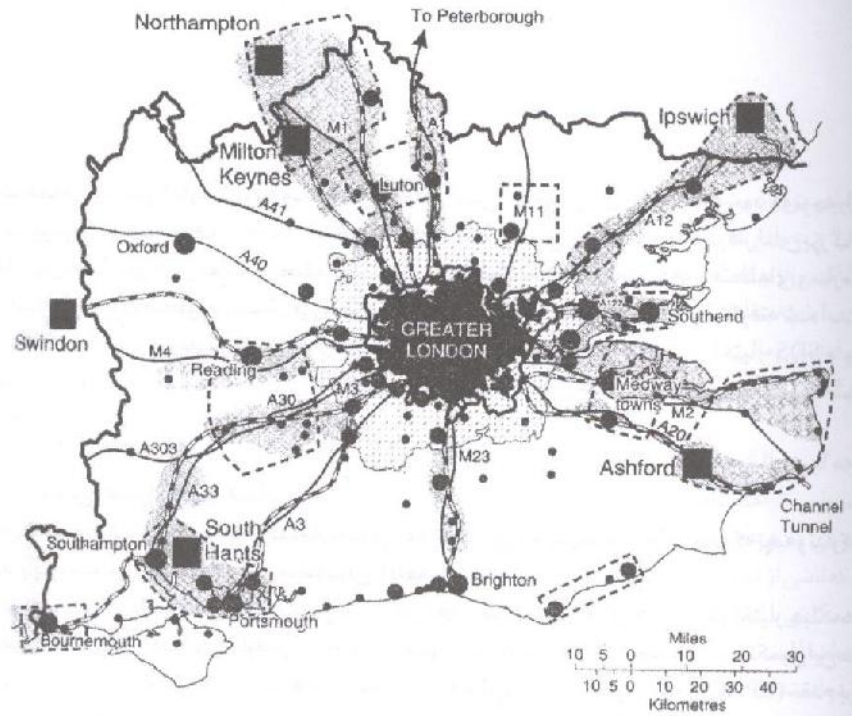 To Peterborough
Northampton
Ipswich
Milton
Keynes
M1
A1
Luton
M11
A12
A41
Oxford
A40
Swindon
GREATER
LONDON
Southend
M4
Reading
M3
A30
Medway
towns
M2
A20
A303
M23
Ashford
A33
A3
Channel
Tunnel
Southampton
South
Hants
Brighton
Portsmouth
Bournemouth
Miles
10 5 0 10 20 30
10 5 0 10 20 30 40
Kilometres